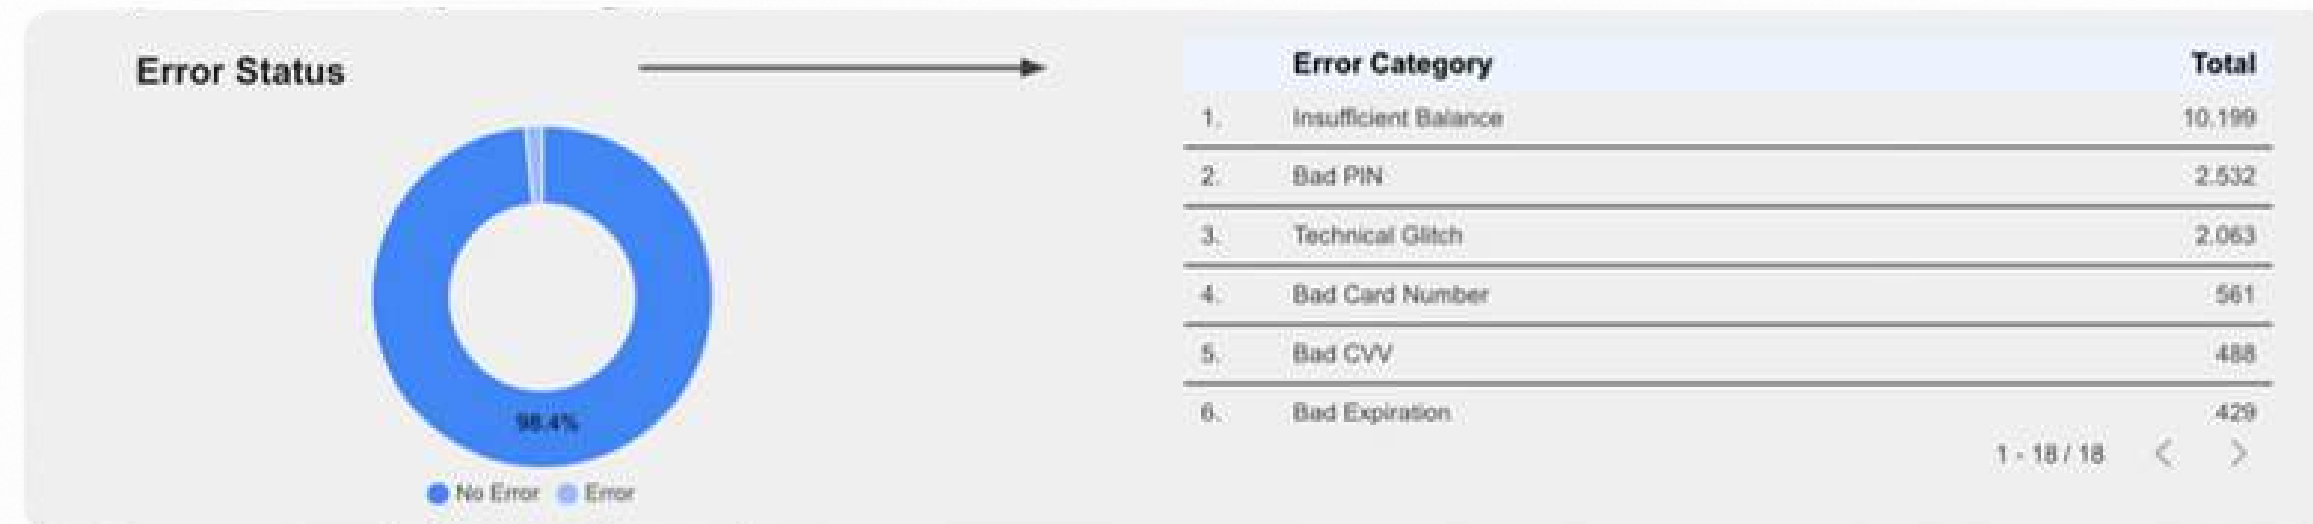 Error Status
98.4%
No Error Error
Error Category Total
1. Insufficient Balance 10.199
2. Bad PIN 2.532
3. Technical Glitch 2.063
4. Bad Card Number 561
5. Bad CVV 488
6. Bad Expiration 429
1 - 18 / 18